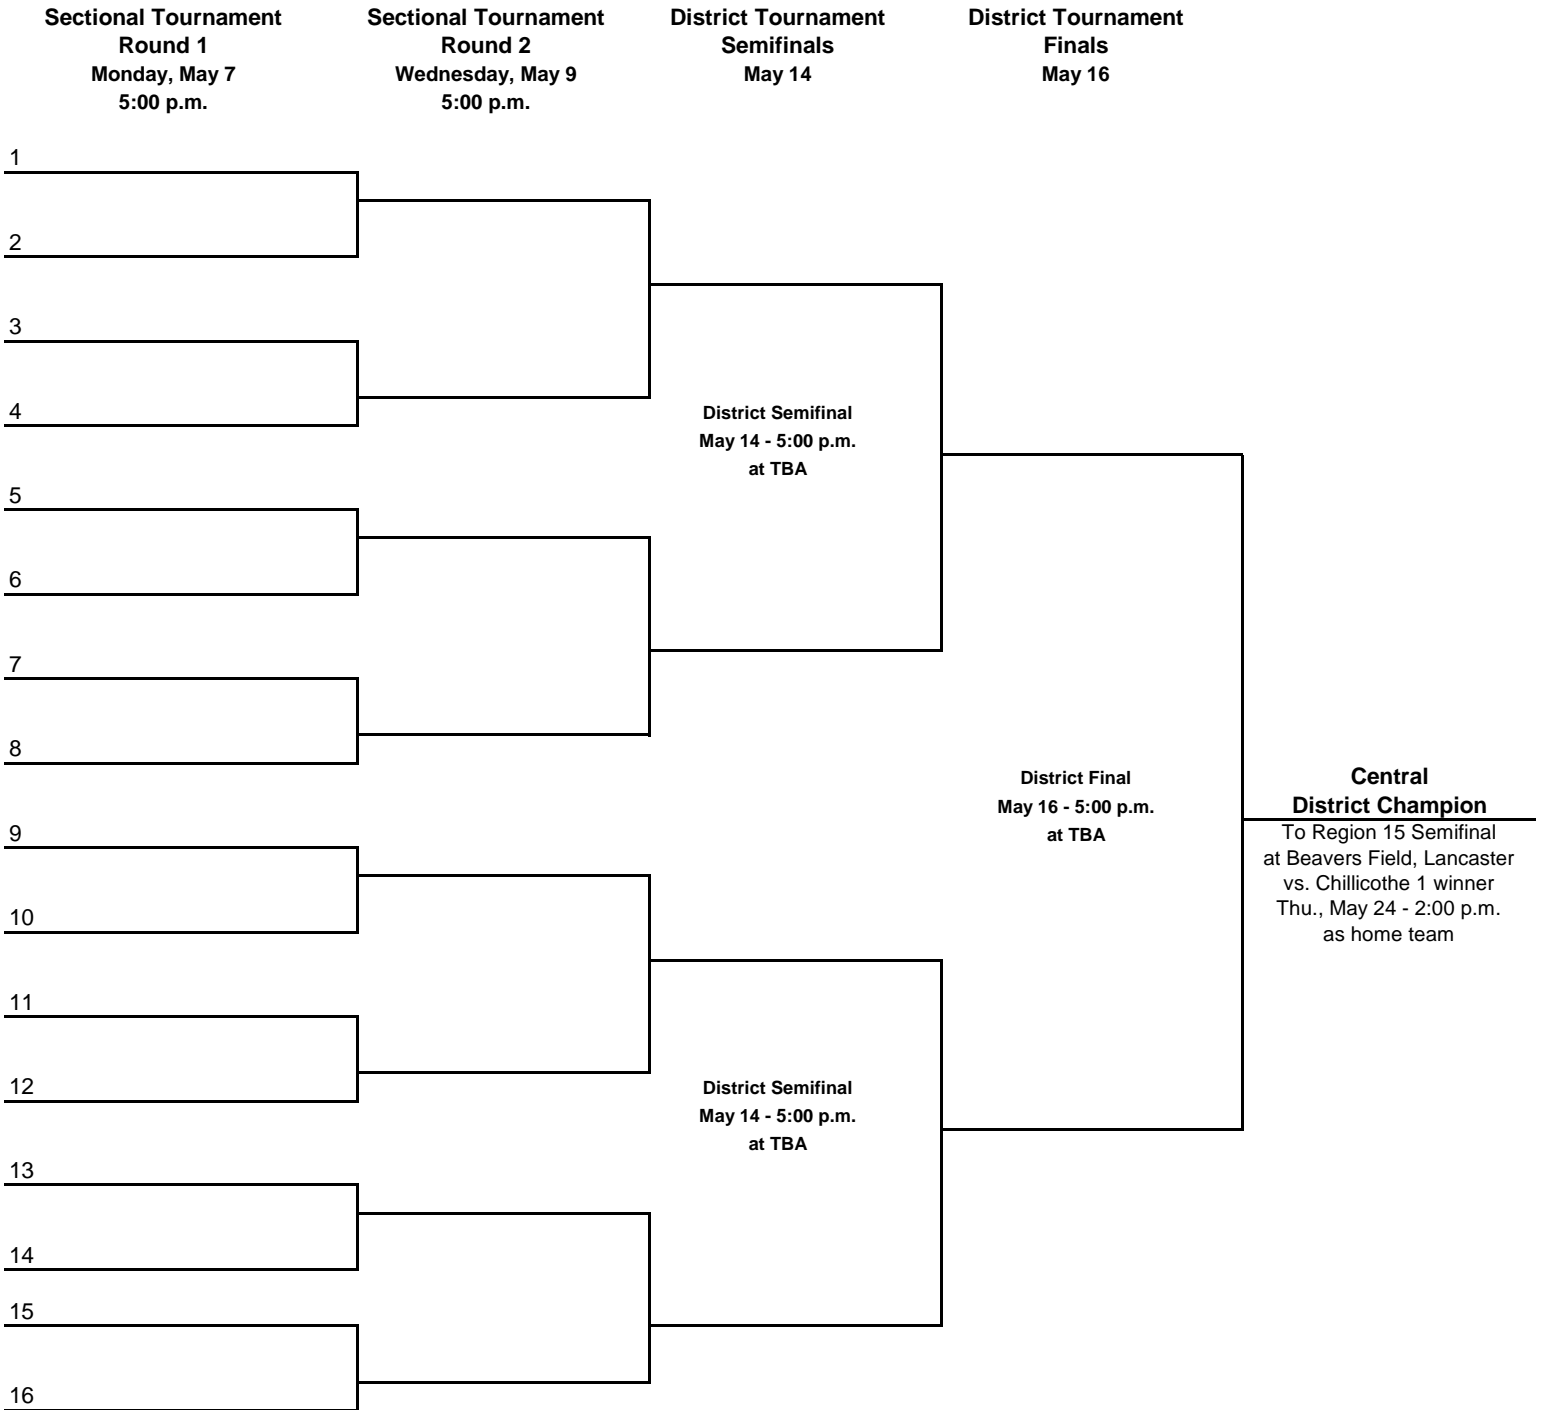 Sectional Tournament
Round 1
Monday, May 7
5:00 p.m.
Sectional Tournament
Round 2
Wednesday, May 9
5:00 p.m.
District Tournament
Semifinals
May 14
District Tournament
Finals
May 16
1
2
3
4
5
6
7
8
9
10
11
12
13
14
15
16
District Semifinal
May 14 - 5:00 p.m.
at TBA
District Semifinal
May 14 - 5:00 p.m.
at TBA
District Final
May 16 - 5:00 p.m.
at TBA
Central
District Champion
To Region 15 Semifinal
at Beavers Field, Lancaster
vs. Chillicothe 1 winner
Thu., May 24 - 2:00 p.m.
as home team